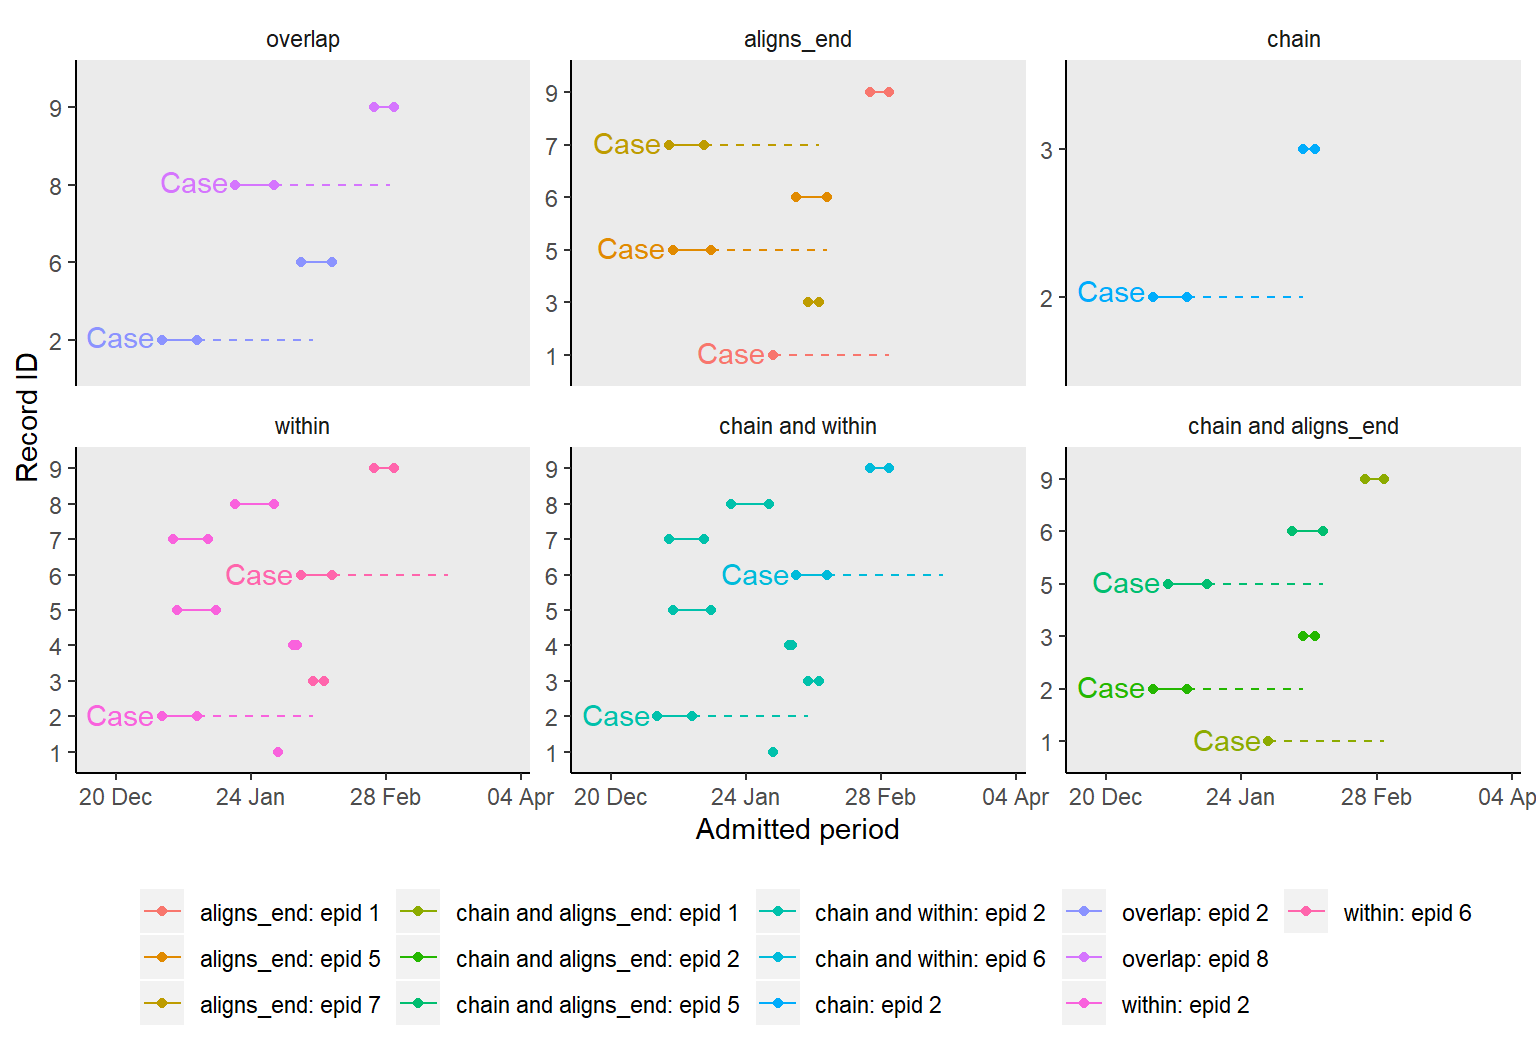 overlap
aligns_end
chain
9
8
6
2
Case
Case
9
7
6
5
3
1
Case
Case
Case
3
2
Case
Record ID
within
chain and within
chain and aligns_end
9
8
7
6
5
4
3
2
1
Case
Case
9
8
7
6
5
4
3
2
1
Case
Case
9
6
5
3
2
1
Case
Case
Case
20 Dec 24 Jan 28 Feb 04 Apr
20 Dec 24 Jan 28 Feb 04 Apr
20 Dec 24 Jan 28 Feb 04 Ap
Admitted period
aligns_end: epid 1
aligns_end: epid 5
aligns_end: epid 7
chain and aligns_end: epid 1
chain and aligns_end: epid 2
chain and aligns_end: epid 5
chain and within: epid 2
chain and within: epid 6
chain: epid 2
overlap: epid 2
overlap: epid 8
within: epid 2
within: epid 6